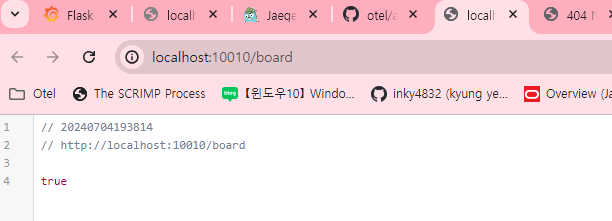 Flask
locall
Jaeqe
otel/a
locall
404 N
localhost:10010/board
Otel
The SCRIMP Process
blog
【윈도우10】 Windo...
inky4832 (kyung ye...
Overview (Ja
1 // 20240704193814
2 // http://localhost:10010/board
3
4 true